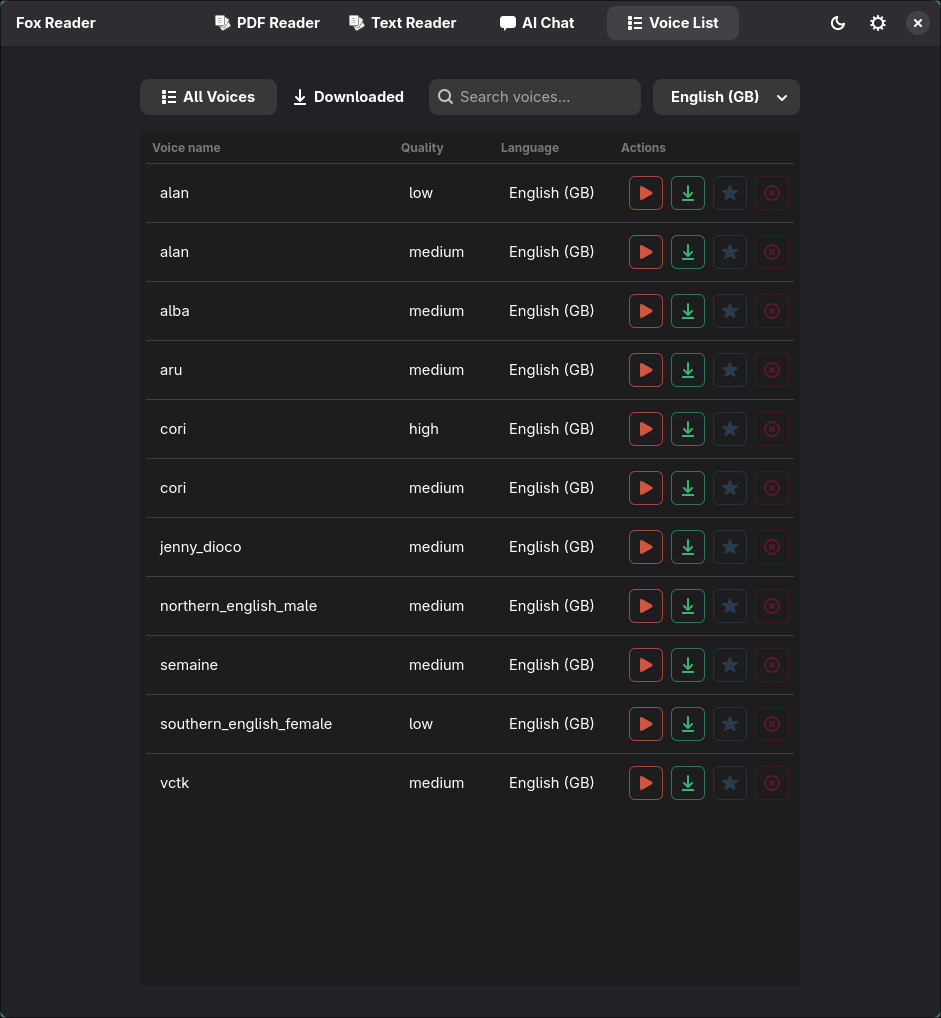 Fox Reader PDF Reader Text Reader AI Chat Voice List
All Voices Downloaded Search voices... English (GB)
Voice name Quality Language Actions
alan low English (GB)
alan medium English (GB)
alba medium English (GB)
aru medium English (GB)
cori high English (GB)
cori medium English (GB)
jenny_dioco medium English (GB)
northern_english_male medium English (GB)
semaine medium English (GB)
southern_english_female low English (GB)
vctk medium English (GB)